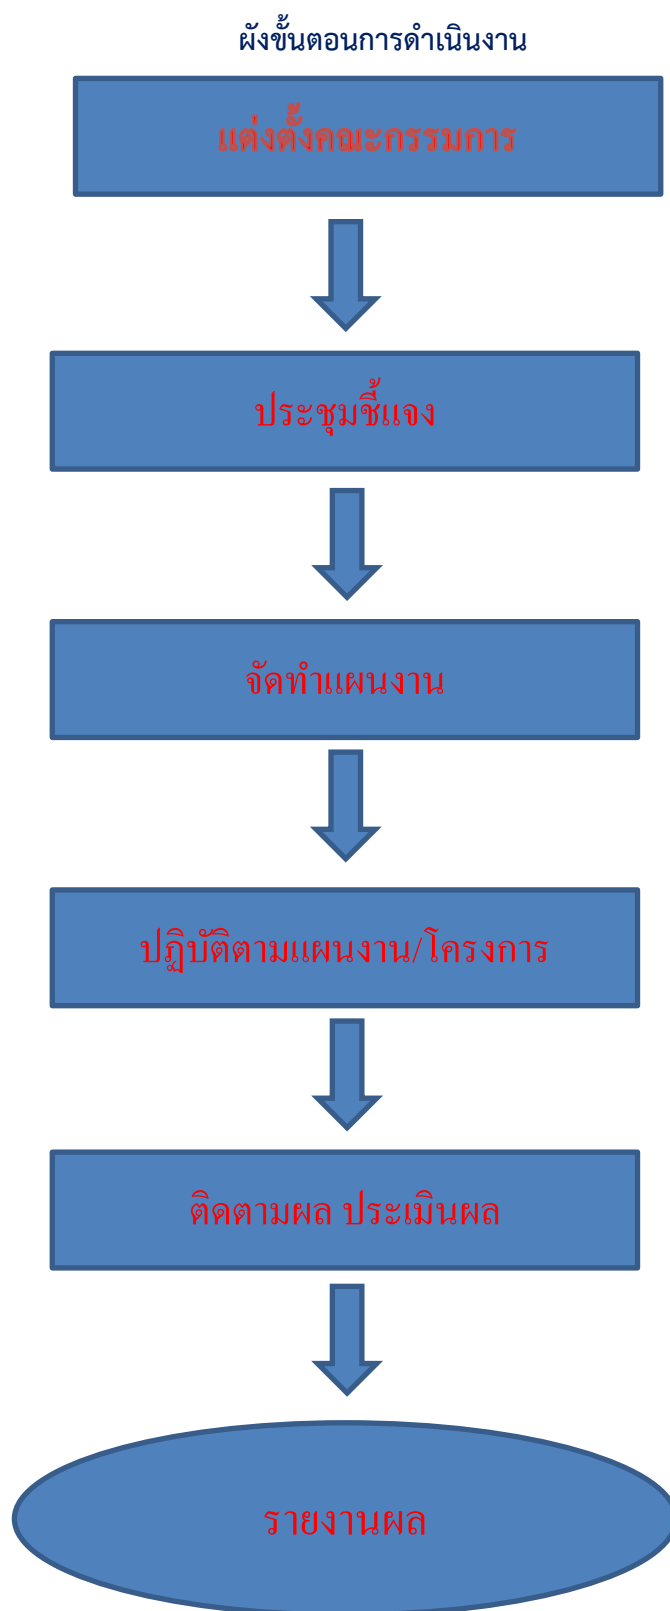 ผังขั้นตอนการดำเนินงาน
แต่งตั้งคณะกรรมการ
ประชุมชี้แจง
จัดทำแผนงาน
ปฏิบัติตามแผนงาน/โครงการ
ติดตามผล ประเมินผล
รายงานผล